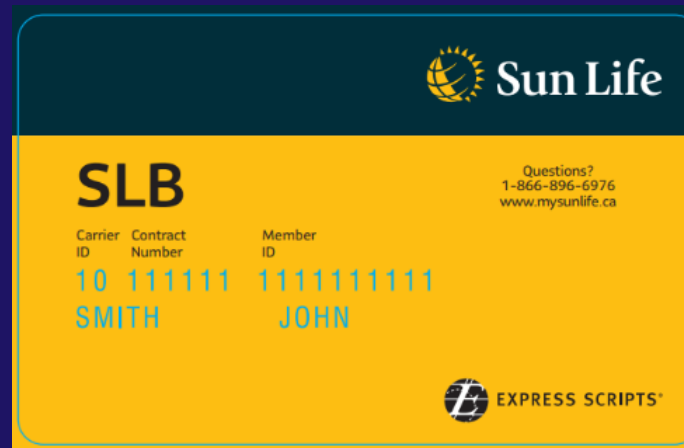 Sun Life
SLB
Questions?
1-866-896-6976
www.mysunlife.ca
Carrier ID
Contract Number
Member ID
10 111111 1111111111
SMITH JOHN
EXPRESS SCRIPTS®